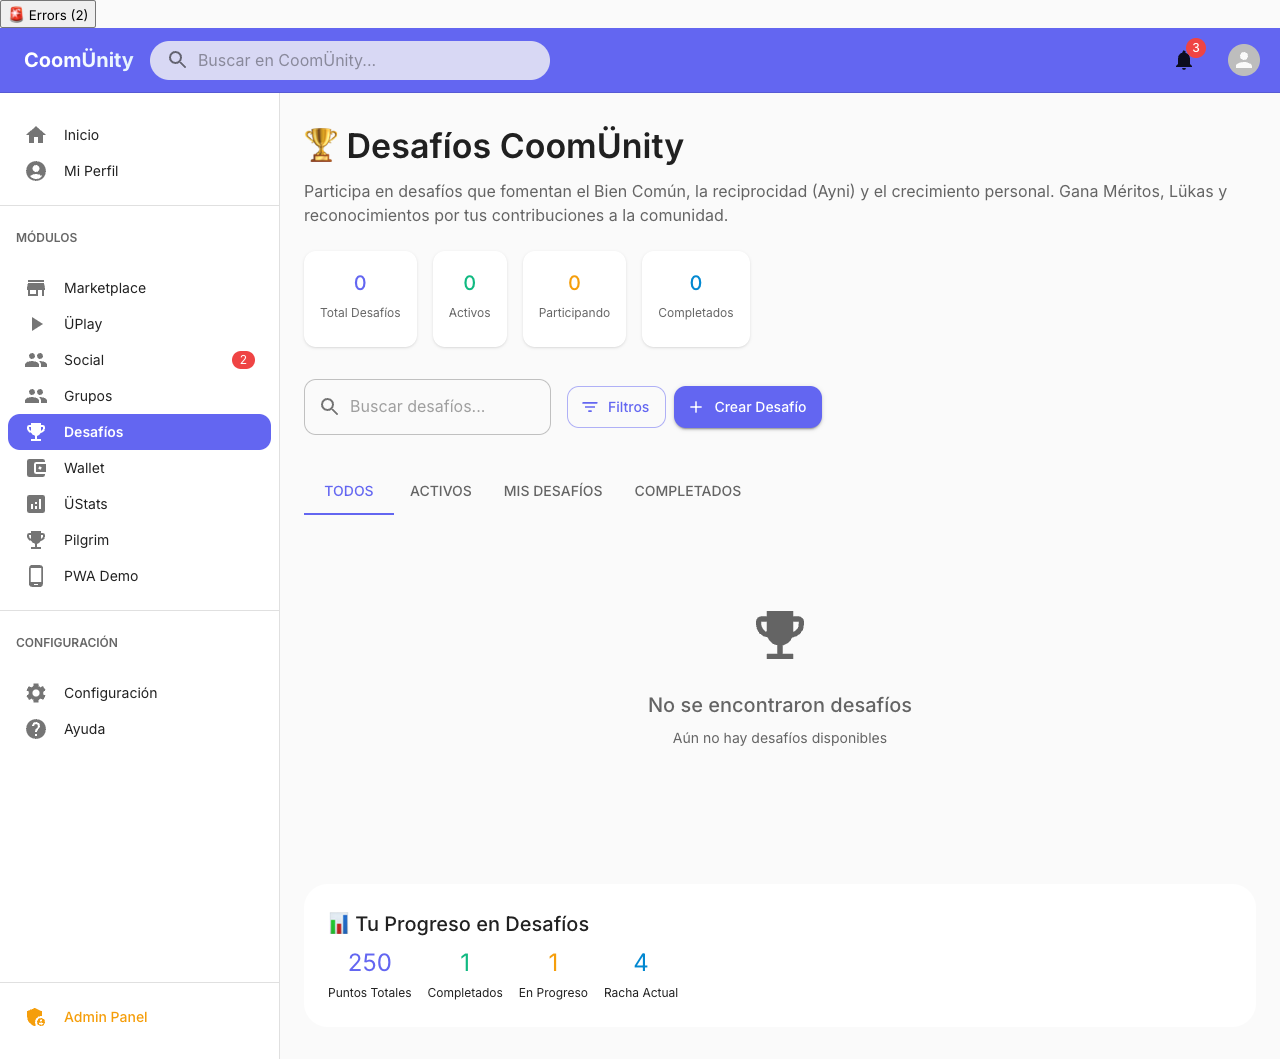 🚨 Errors (2)
CoomÜnity
Buscar en CoomÜnity...
3
Inicio
Mi Perfil
MÓDULOS
Marketplace
ÜPlay
Social
2
Grupos
Desafíos
Wallet
ÜStats
Pilgrim
PWA Demo
CONFIGURACIÓN
Configuración
Ayuda
Admin Panel
🏆 Desafíos CoomÜnity
Participa en desafíos que fomentan el Bien Común, la reciprocidad (Ayni) y el crecimiento personal. Gana Méritos, Lükas y
reconocimientos por tus contribuciones a la comunidad.
0
Total Desafíos
0
Activos
0
Participando
0
Completados
Buscar desafíos...
Filtros
Crear Desafío
TODOS
ACTIVOS
MIS DESAFÍOS
COMPLETADOS
No se encontraron desafíos
Aún no hay desafíos disponibles
📊 Tu Progreso en Desafíos
250
Puntos Totales
1
Completados
1
En Progreso
4
Racha Actual